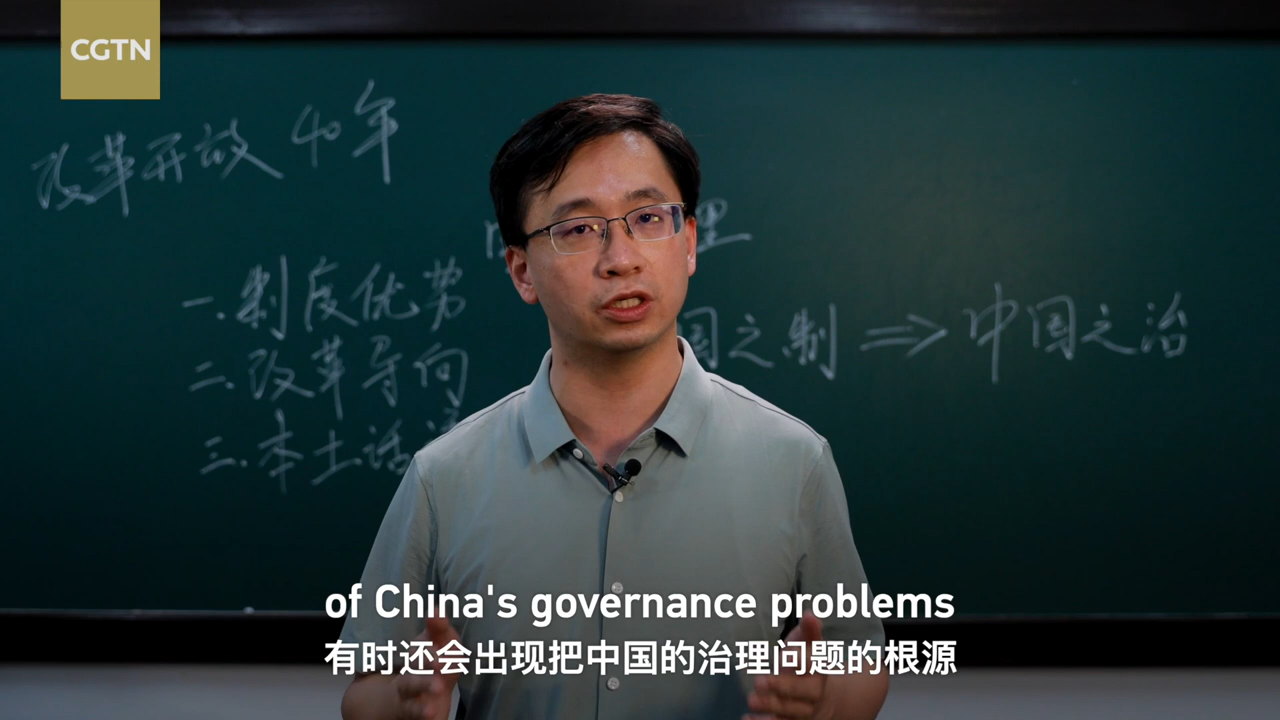 CGTN
改革开放40年
理
一.制度优势
国之制 => 中国之治
二.改革导向
三.本土话
of China's governance problems
有时还会出现把中国的治理问题的根源